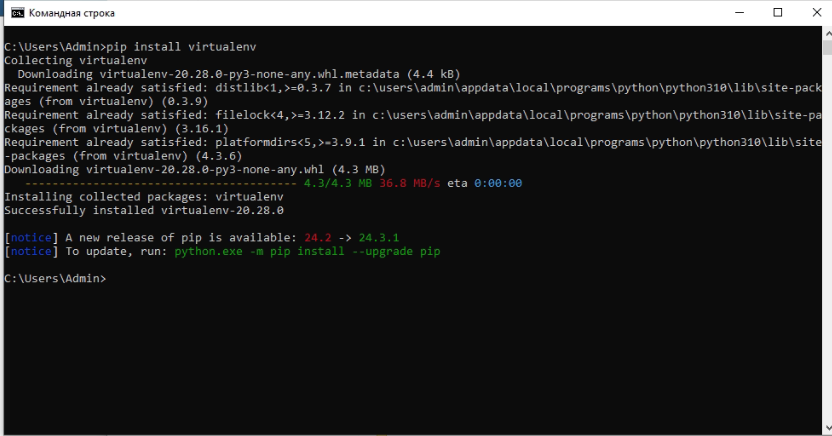 Командная строка
C:\Users\Admin>pip install virtualenv
Collecting virtualenv
  Downloading virtualenv-20.28.0-py3-none-any.whl.metadata (4.4 kB)
Requirement already satisfied: distlib<1,>=0.3.7 in c:\users\admin\appdata\local\programs\python\python310\lib\site-pack
ages (from virtualenv) (0.3.9)
Requirement already satisfied: filelock<4,>=3.12.2 in c:\users\admin\appdata\local\programs\python\python310\lib\site-pa
ckages (from virtualenv) (3.16.1)
Requirement already satisfied: platformdirs<5,>=3.9.1 in c:\users\admin\appdata\local\programs\python\python310\lib\site
-packages (from virtualenv) (4.3.6)
Downloading virtualenv-20.28.0-py3-none-any.whl (4.3 MB)
   ---------------------------------------- 4.3/4.3 MB 36.8 MB/s eta 0:00:00
Installing collected packages: virtualenv
Successfully installed virtualenv-20.28.0
[notice] A new release of pip is available: 24.2 -> 24.3.1
[notice] To update, run: python.exe -m pip install --upgrade pip
C:\Users\Admin>